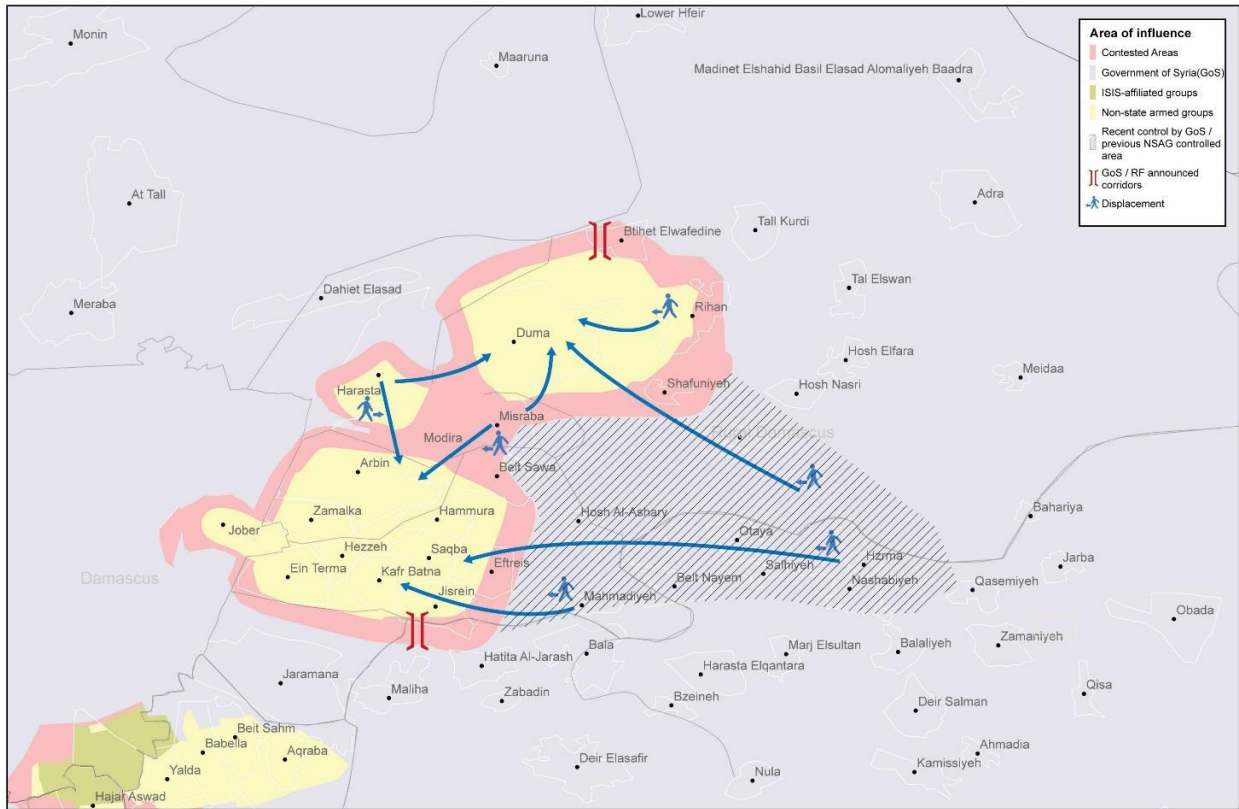 Lower Hfeir
Monin
Maaruna
Madinet Elshahid Basil Elasad Alomaliyeh Baadra
Area of influence
Contested Areas
Government of Syria(GoS)
ISIS-affiliated groups
Non-state armed groups
Recent control by GoS /
previous NSAG controlled
area
GoS / RF announced
corridors
Displacement
At Tall
Adra
Btihet Elwafedine
Tall Kurdi
Tal Elswan
Dahiet Elasad
Meraba
Rihan
Duma
Hosh Elfara
Meidaa
Harasta
Shafuniyeh
Hosh Nasri
Misraba
Modira
Rural Damascus
Arbin
Beit Sawa
Zamalka
Hammura
Hosh Al-Ashary
Bahariya
Jober
Otaya
Hezzeh
Saqba
Hzrma
Jarba
Damascus
Ein Terma
Kafr Batna
Eftreis
Salhiyeh
Beit Nayem
Nashabiyeh
Qasemiyeh
Jisrein
Mahmadiyeh
Obada
Zamaniyeh
Hatita Al-Jarash
Bala
Marj Elsultan
Balaliyeh
Jaramana
Maliha
Harasta Elqantara
Zabadin
Bzeineh
Qisa
Deir Salman
Beit Sahm
Babella
Aqraba
Ahmadia
Yalda
Deir Elasafir
Nula
Kamissiyeh
Hajar Aswad